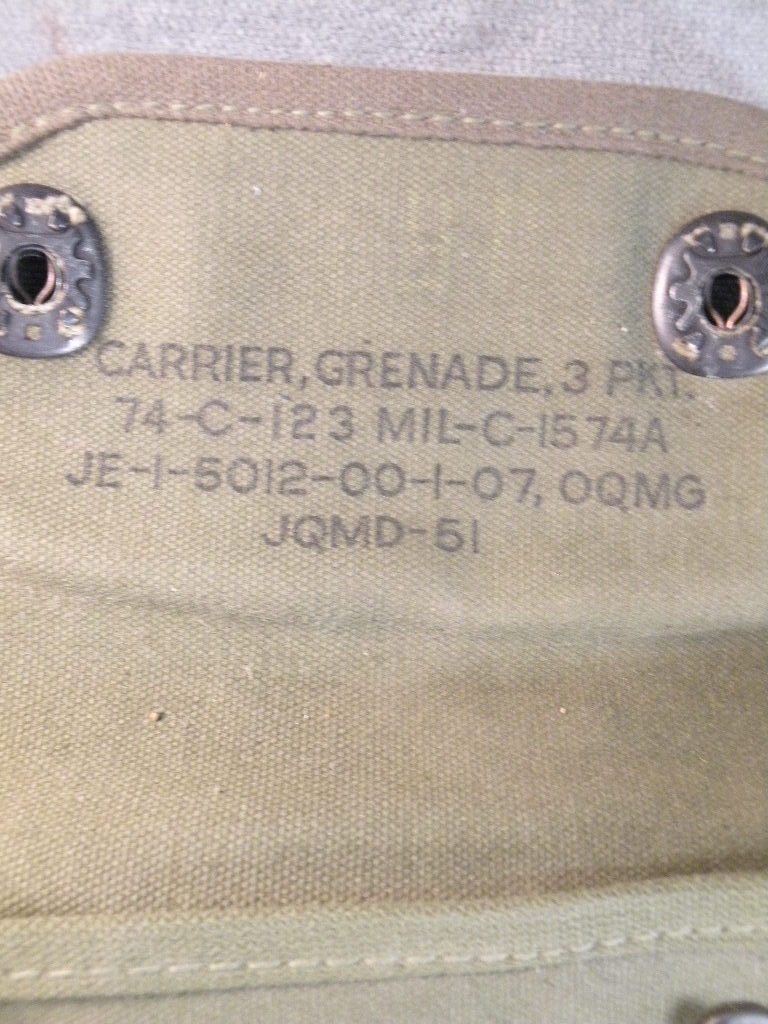 CARRIER, GRENADE, 3 PKT.
74-C-123 MIL-C-1574A
JE-1-5012-00-1-07, OQMG
JQMD-51